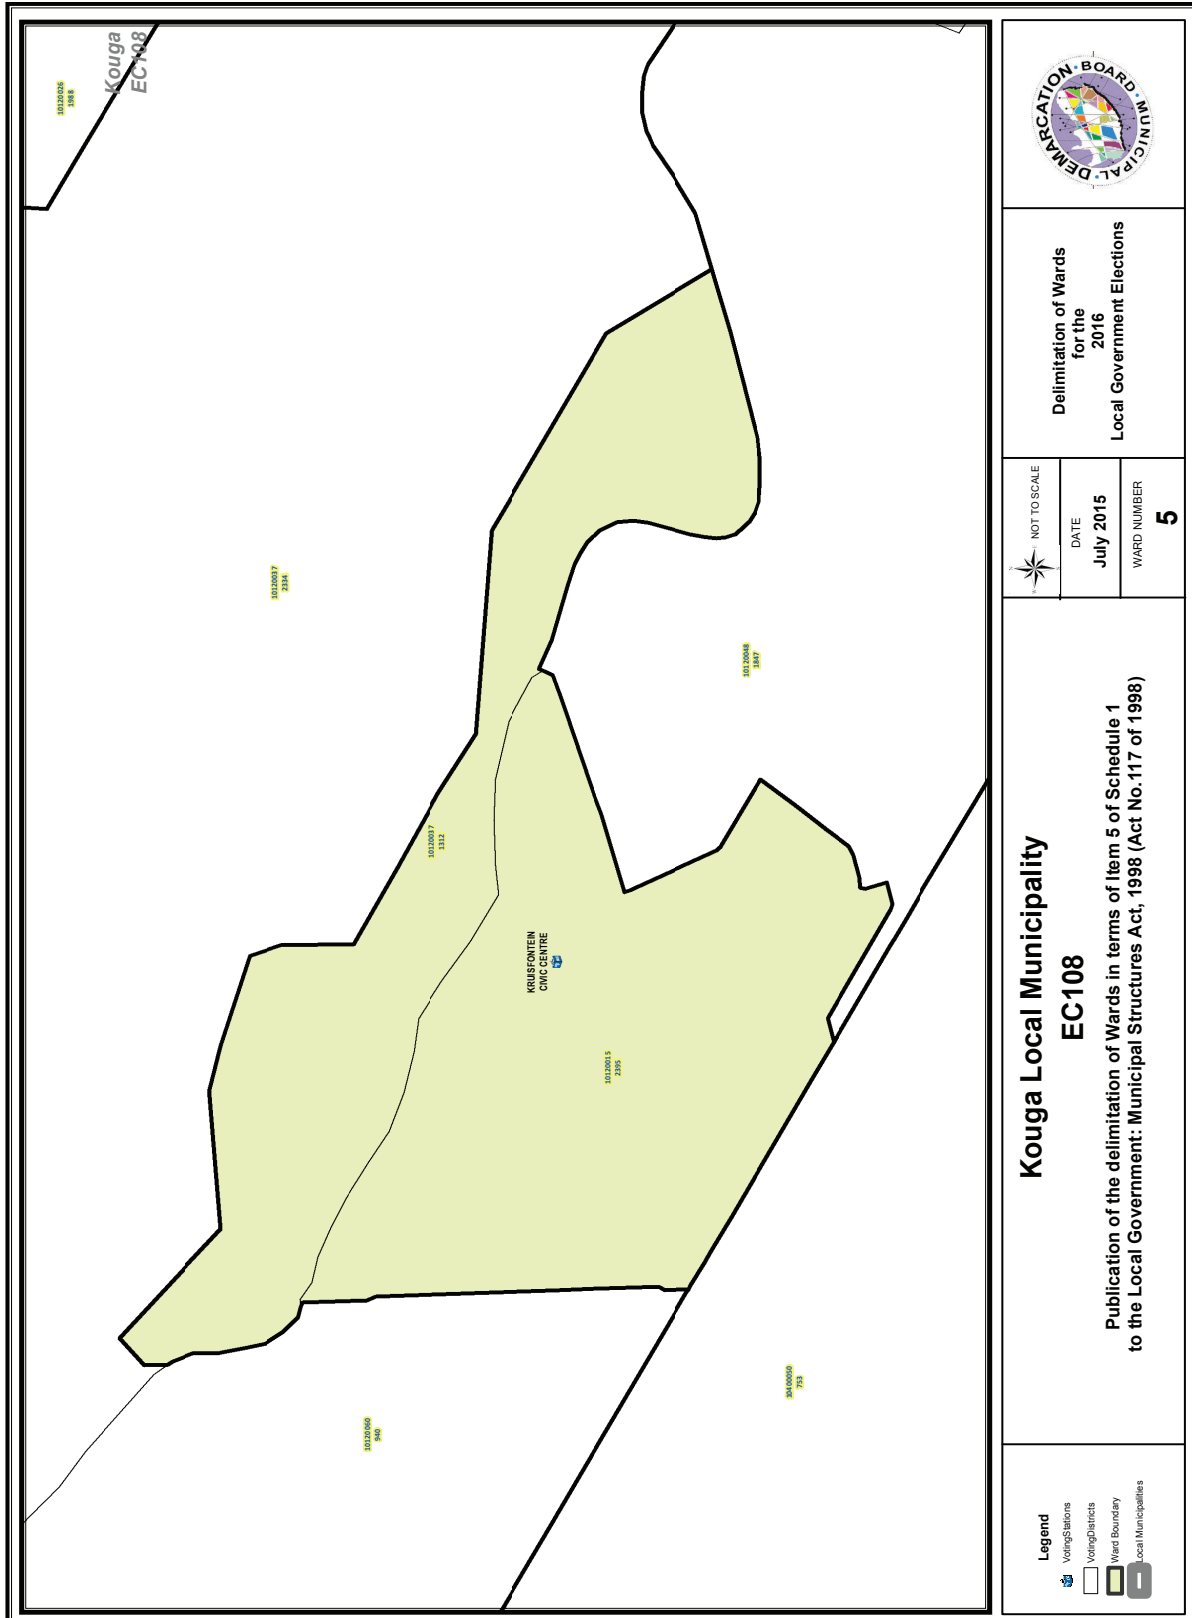 Kouga
EC108
10120026
1988
10120037
2334
10120037
1312
10120048
1847
KRUISFONTEIN
CIVIC CENTRE
10120015
2395
10120060
940
10400050
753
Legend
VotingStations
VotingDistricts
Ward Boundary
Local Municipalities
Kouga Local Municipality
EC108
Publication of the delimitation of Wards in terms of Item 5 of Schedule 1
to the Local Government: Municipal Structures Act, 1998 (Act No.117 of 1998)
NOT TO SCALE
DATE
July 2015
WARD NUMBER
5
Delimitation of Wards
for the
2016
Local Government Elections
MUNICIPAL · DEMARCATION · BOARD ·